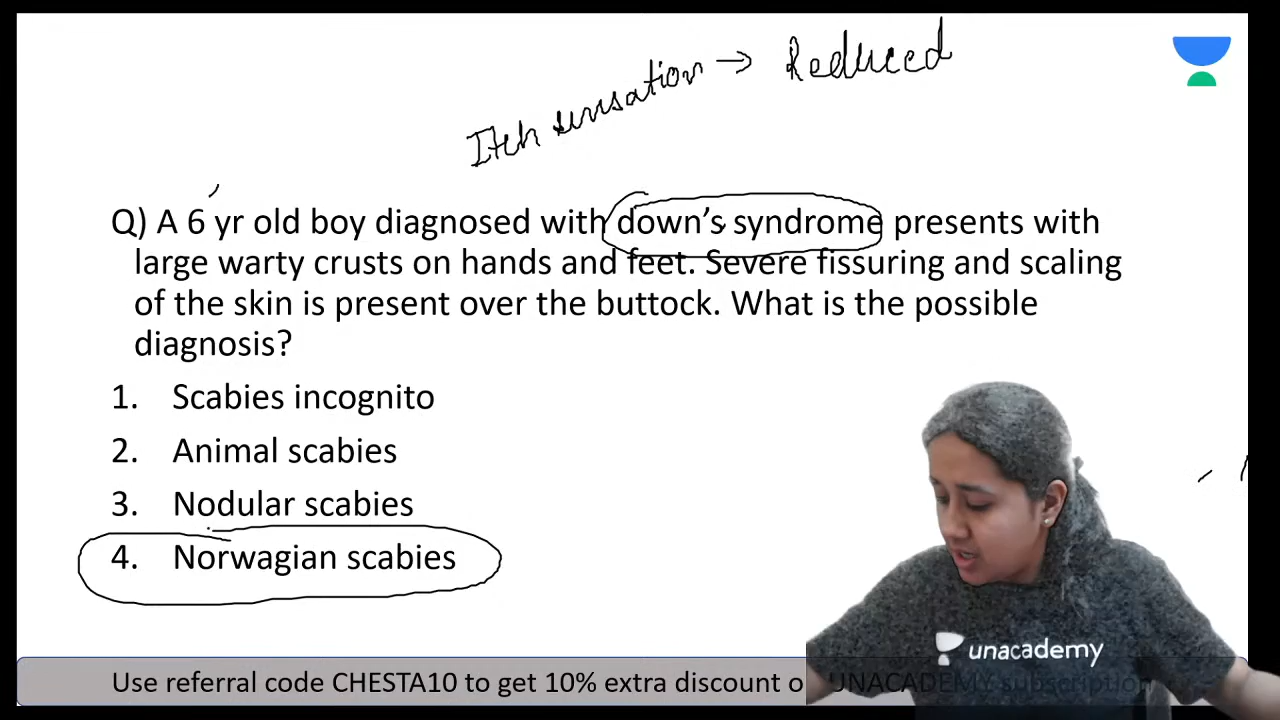 Itch sensation → Reduced
Q) A 6 yr old boy diagnosed with down's syndrome presents with
large warty crusts on hands and feet. Severe fissuring and scaling
of the skin is present over the buttock. What is the possible
diagnosis?
1. Scabies incognito
2. Animal scabies
3. Nodular scabies
4. Norwagian scabies
unacademy
Use referral code CHESTA10 to get 10% extra discount o UNACADEMY subscription